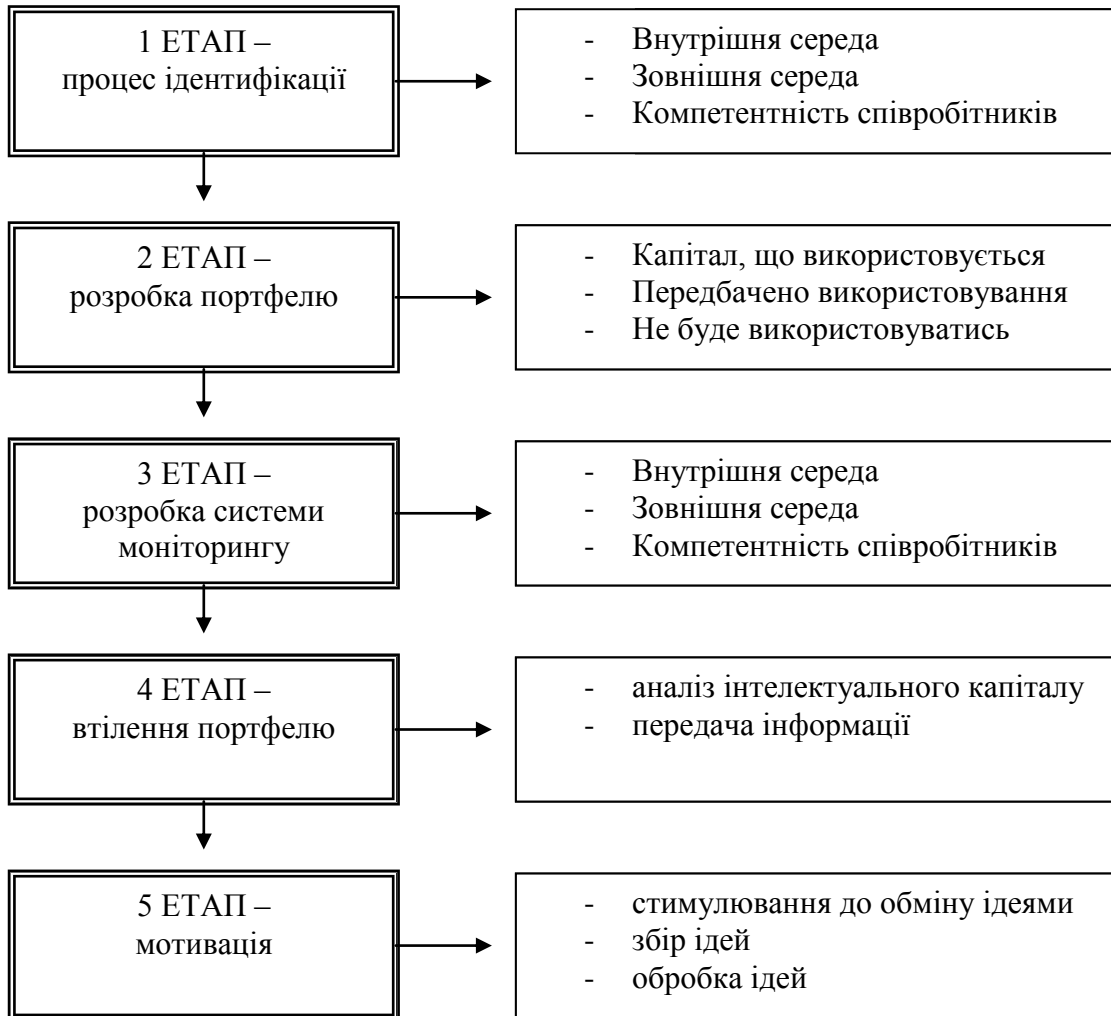 1 ЕТАП –
процес ідентифікації
- Внутрішня середа
- Зовнішня середа
- Компетентність співробітників
2 ЕТАП –
розробка портфелю
- Капітал, що використовується
- Передбачено використовування
- Не буде використовуватись
3 ЕТАП –
розробка системи
моніторингу
- Внутрішня середа
- Зовнішня середа
- Компетентність співробітників
4 ЕТАП –
втілення портфелю
- аналіз інтелектуального капіталу
- передача інформації
5 ЕТАП –
мотивація
- стимулювання до обміну ідеями
- збір ідей
- обробка ідей